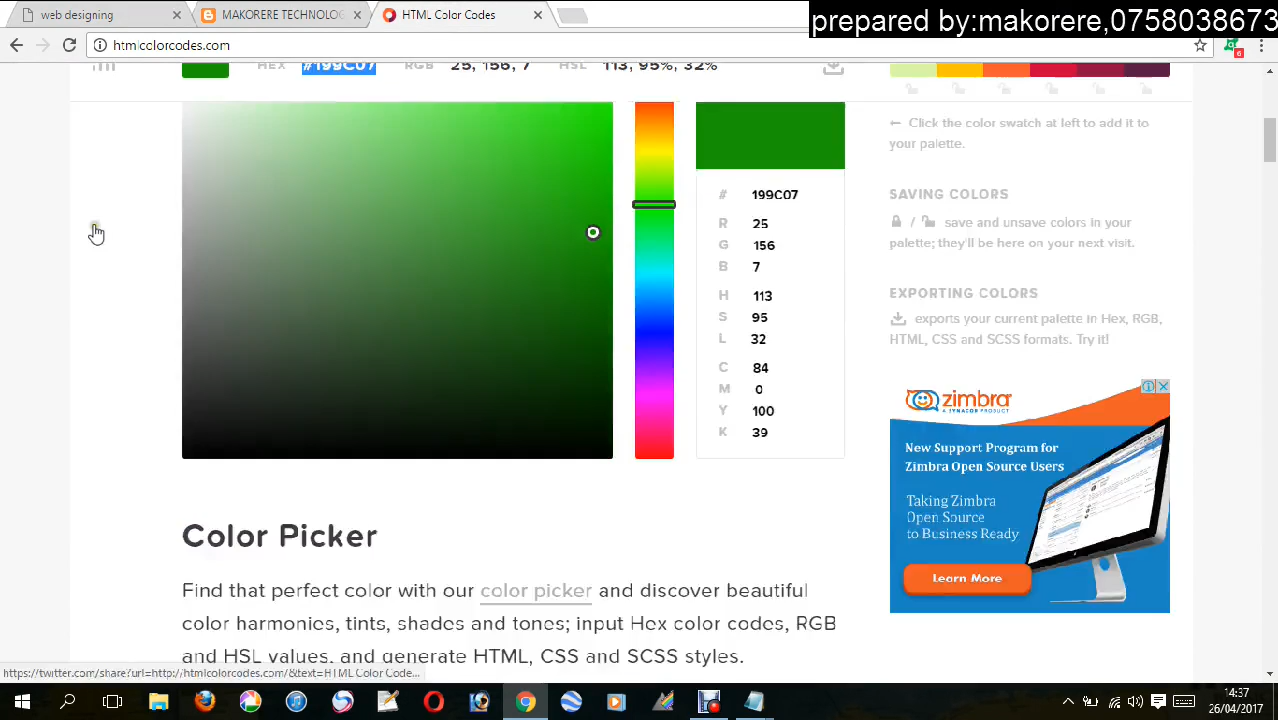 web designing
MAKORERE TECHNOLOG
HTML Color Codes
prepared by:makorere,0758038673
htmlcolorcodes.com
6
HEX #199C07 RGB 25, 156, 7 HSL 113, 95%, 32%
# 199C07
R 25
G 156
B 7
H 113
S 95
L 32
C 84
M 0
Y 100
K 39
← Click the color swatch at left to add it to
your palette.
SAVING COLORS
/ save and unsave colors in your
palette; they'll be here on your next visit.
EXPORTING COLORS
exports your current palette in Hex, RGB,
HTML, CSS and SCSS formats. Try it!
zimbra
A SYNACOR PRODUCT
New Support Program for
Zimbra Open Source Users
Taking Zimbra
Open Source
to Business Ready
Learn More
Color Picker
Find that perfect color with our color picker and discover beautiful
color harmonies, tints, shades and tones; input Hex color codes, RGB
and HSL values, and generate HTML, CSS and SCSS styles.
https://twitter.com/share?url=http://htmlcolorcodes.com/&text=HTML Color Code...
14:37
26/04/2017